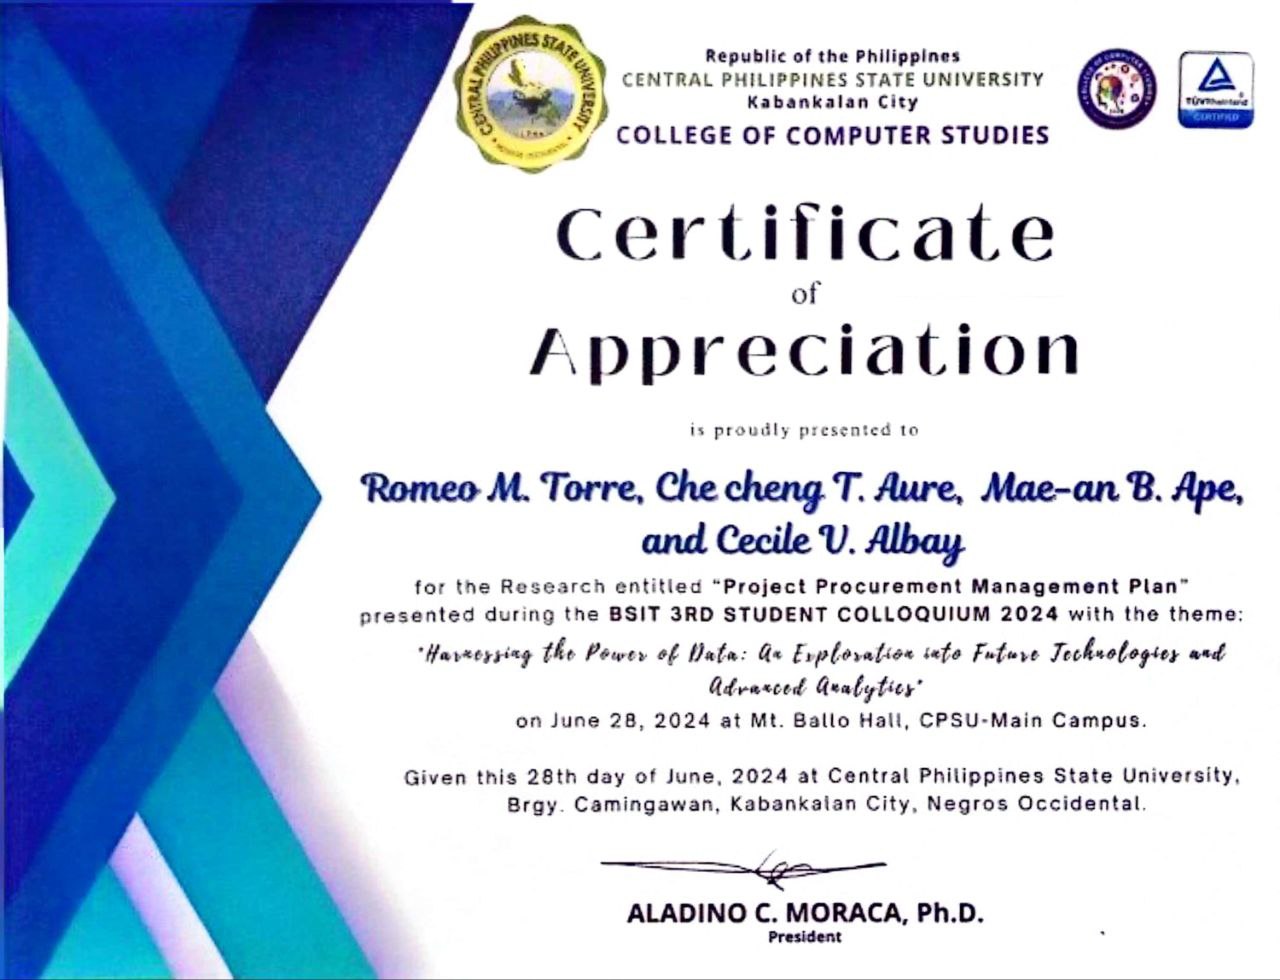 CENTRAL PHILIPPINES STATE UNIVERSITY
Republic of the Philippines
CENTRAL PHILIPPINES STATE UNIVERSITY
Kabankalan City
COLLEGE OF COMPUTER STUDIES
COLLEGE OF COMPUTER STUDIES
TÜVRheinland
CERTIFIED
Certificate
of
Appreciation
is proudly presented to
Romeo M. Torre, Che cheng T. Aure, Mae-an B. Ape,
and Cecile V. Albay
for the Research entitled "Project Procurement Management Plan"
presented during the BSIT 3RD STUDENT COLLOQUIUM 2024 with the theme:
"Harnessing the Power of Data: An Exploration into Future Technologies and
Advanced Analytics"
on June 28, 2024 at Mt. Ballo Hall, CPSU-Main Campus.
Given this 28th day of June, 2024 at Central Philippines State University,
Brgy. Camingawan, Kabankalan City, Negros Occidental.
ALADINO C. MORACA, Ph.D.
President